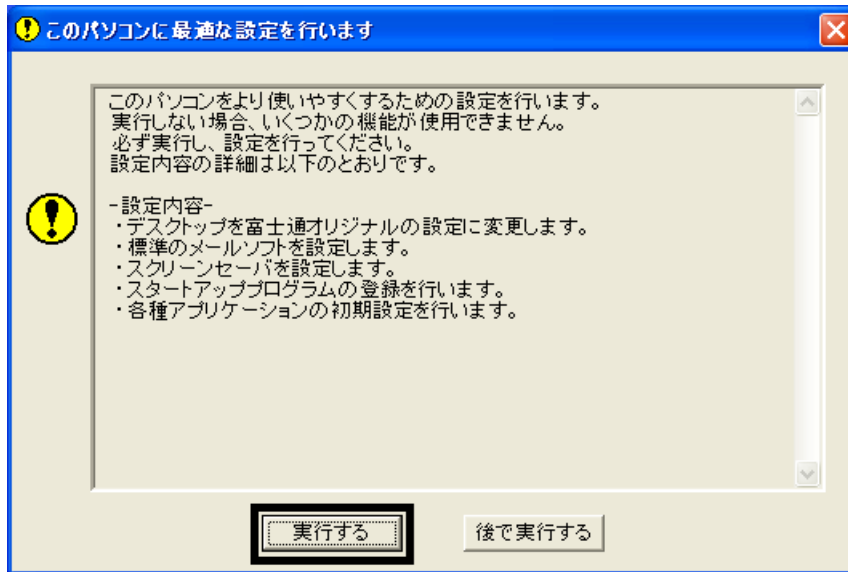 このパソコンに最適な設定を行います
このパソコンをより使いやすくするための設定を行います。
実行しない場合、いくつかの機能が使用できません。
必ず実行し、設定を行ってください。
設定内容の詳細は以下のとおりです。
-設定内容-
・デスクトップを富士通オリジナルの設定に変更します。
・標準のメールソフトを設定します。
・スクリーンセーバを設定します。
・スタートアッププログラムの登録を行います。
・各種アプリケーションの初期設定を行います。
実行する
後で実行する